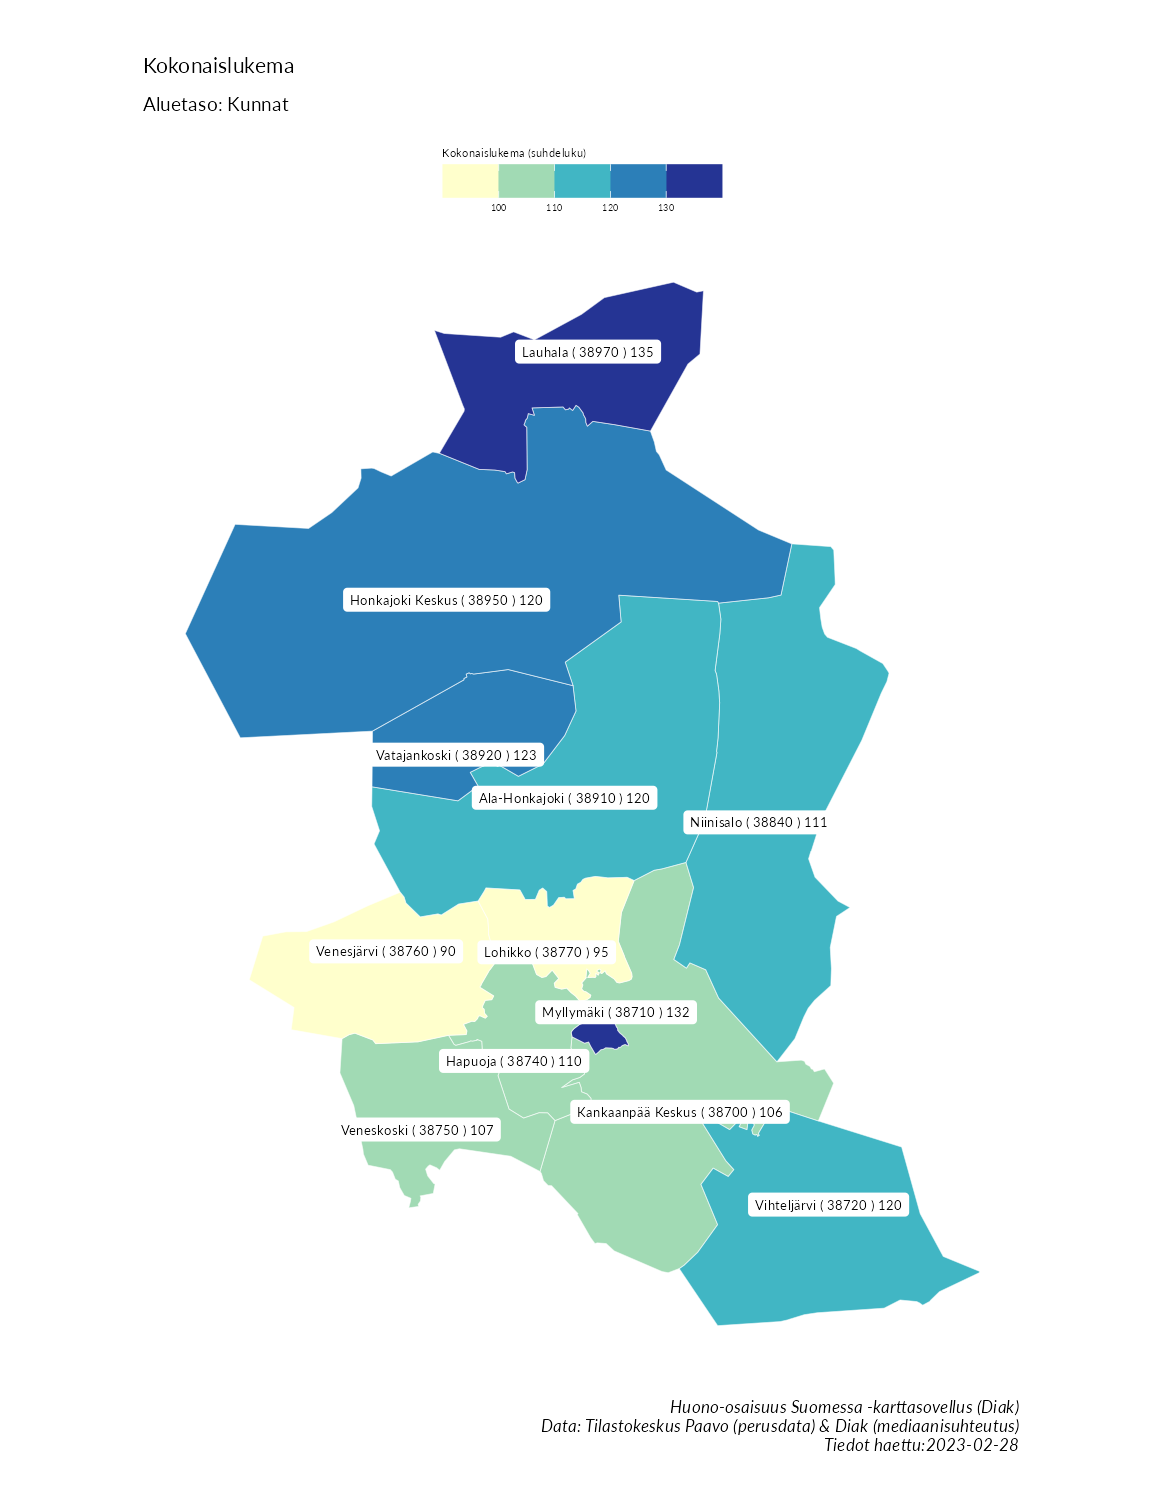 Kokonaislukema
Aluetaso: Kunnat
Kokonaislukema (suhdeluku)
100 110 120 130
Lauhala ( 38970 ) 135
Honkajoki Keskus ( 38950 ) 120
Vatajankoski ( 38920 ) 123
Ala-Honkajoki ( 38910 ) 120
Niinisalo ( 38840 ) 111
Venesjärvi ( 38760 ) 90
Lohikko ( 38770 ) 95
Myllymäki ( 38710 ) 132
Hapuoja ( 38740 ) 110
Kankaanpää Keskus ( 38700 ) 106
Veneskoski ( 38750 ) 107
Vihteljärvi ( 38720 ) 120
Huono-osaisuus Suomessa -karttasovellus (Diak)
Data: Tilastokeskus Paavo (perusdata) & Diak (mediaanisuhteutus)
Tiedot haettu:2023-02-28